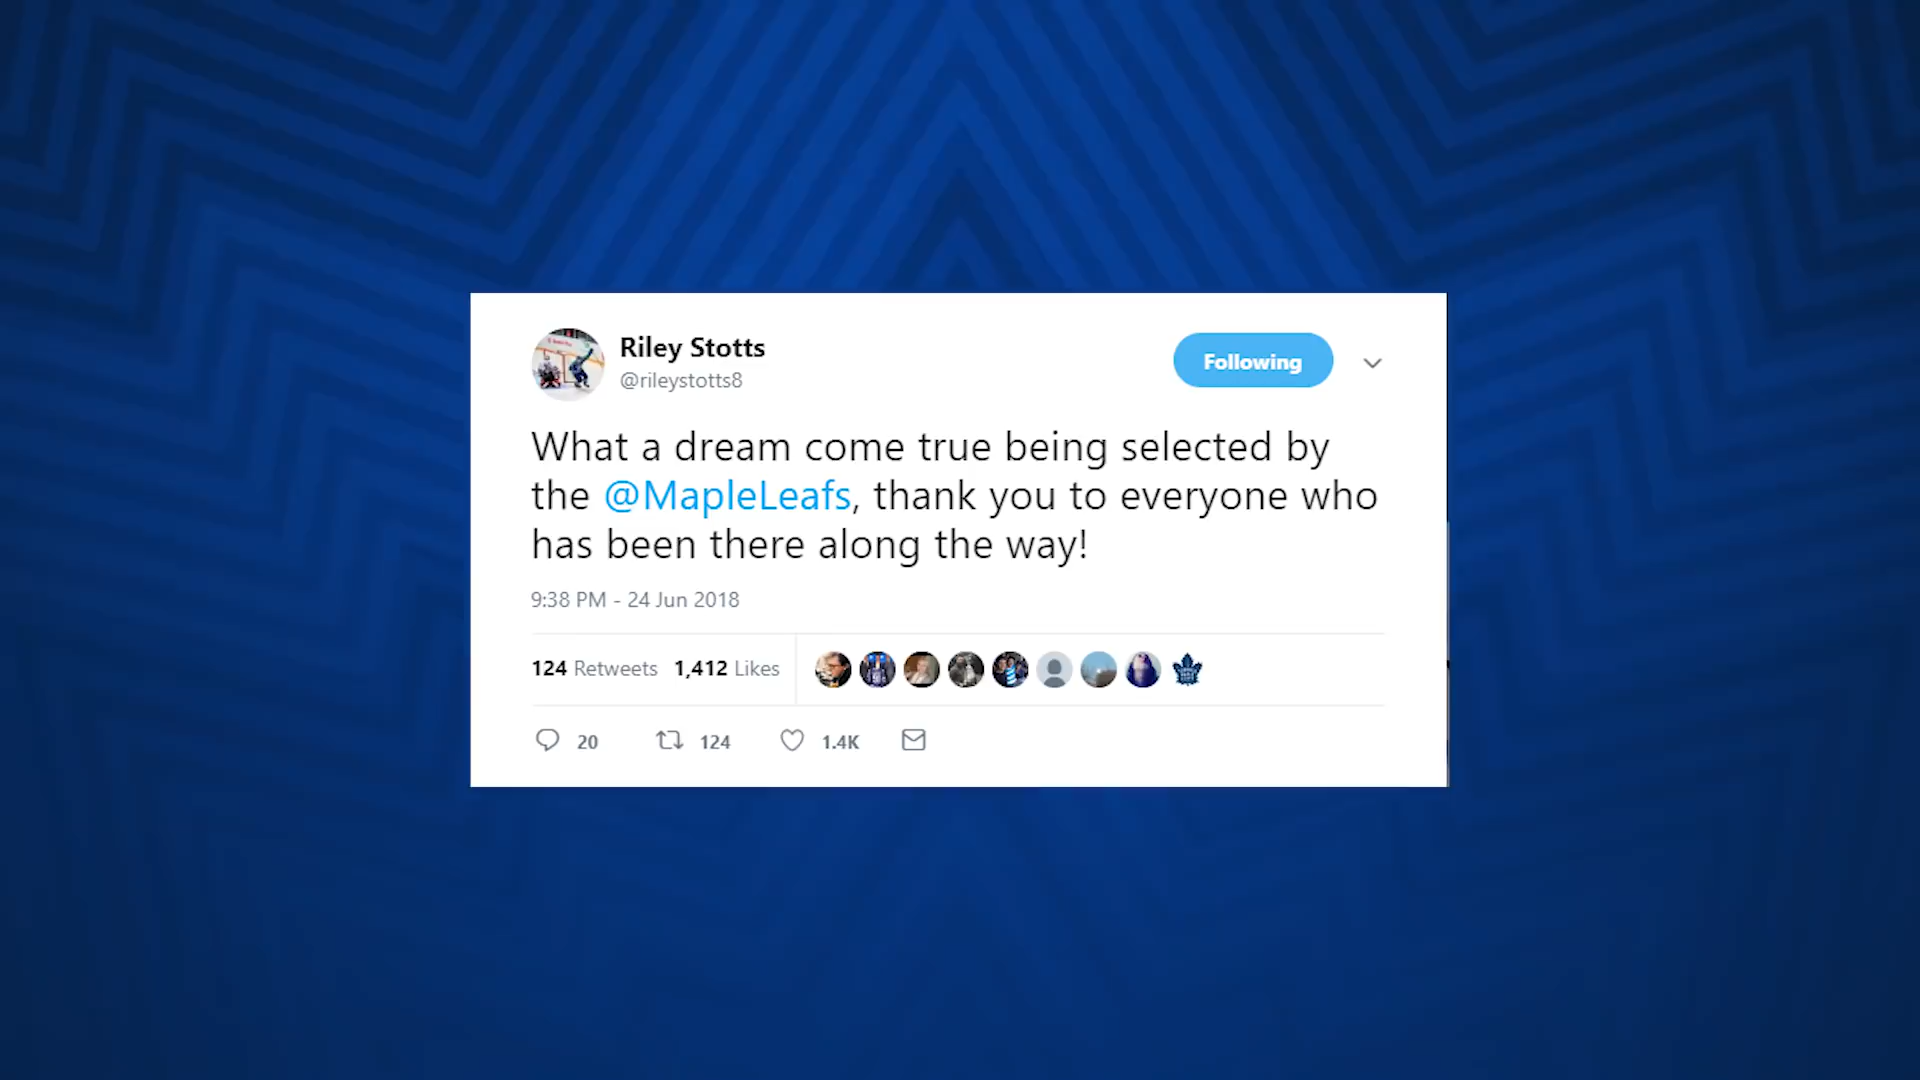 Riley Stotts
@rileystotts8
Following
What a dream come true being selected by
the @MapleLeafs, thank you to everyone who
has been there along the way!
9:38 PM - 24 Jun 2018
124 Retweets 1,412 Likes
20 124 1.4K